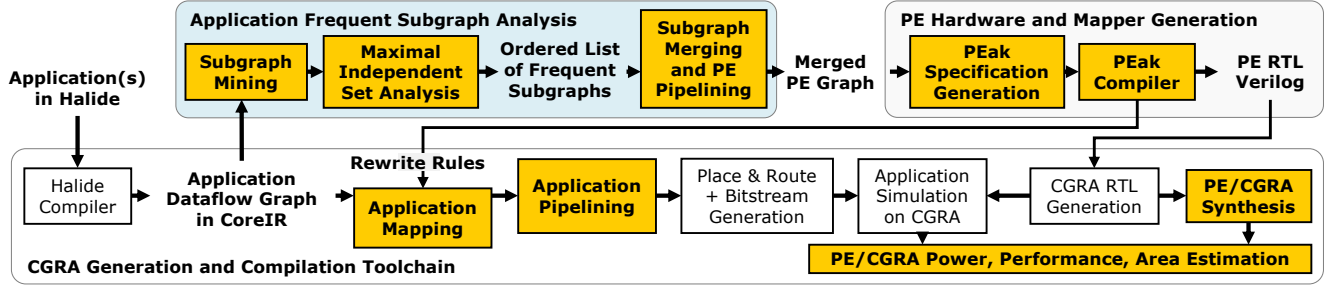 Application Frequent Subgraph Analysis
Subgraph
Mining
Maximal
Independent
Set Analysis
Ordered List
of Frequent
Subgraphs
Subgraph
Merging
and PE
Pipelining
Merged
PE Graph
PE Hardware and Mapper Generation
PEak
Specification
Generation
PEak
Compiler
PE RTL
Verilog
Application(s)
in Halide
Halide
Compiler
Application
Dataflow Graph
in CoreIR
Rewrite Rules
Application
Mapping
Application
Pipelining
Place & Route
+ Bitstream
Generation
Application
Simulation
on CGRA
CGRA RTL
Generation
PE/CGRA
Synthesis
PE/CGRA Power, Performance, Area Estimation
CGRA Generation and Compilation Toolchain